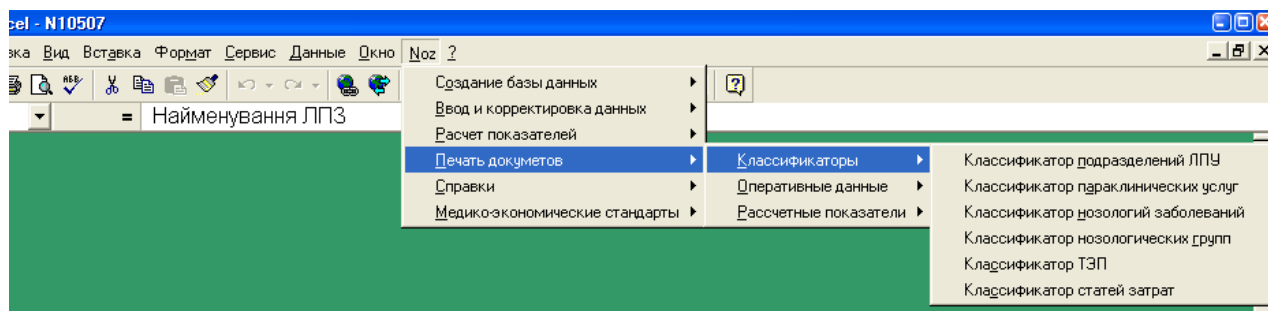 cel - N10507
вка Вид Вставка Формат Сервис Данные Окно Noz ?
= Найменування ЛПЗ
Создание базы данных
Ввод и корректировка данных
Расчет показателей
Печать докуметов
Справки
Медико-экономические стандарты
Классификаторы
Оперативные данные
Рассчетные показатели
Классификатор подразделений ЛПУ
Классификатор параклинических услуг
Классификатор нозологий заболеваний
Классификатор нозологических групп
Классификатор ТЭП
Классификатор статей затрат